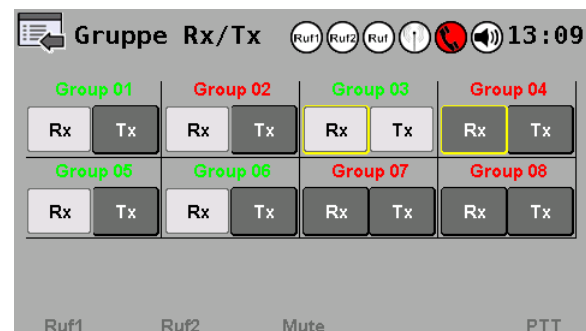 Gruppe Rx/Tx Ruf1 Ruf2 Ruf 13:09
Group 01 Group 02 Group 03 Group 04
Rx Tx Rx Tx Rx Tx Rx Tx
Group 05 Group 06 Group 07 Group 08
Rx Tx Rx Tx Rx Tx Rx Tx
Ruf1 Ruf2 Mute PTT